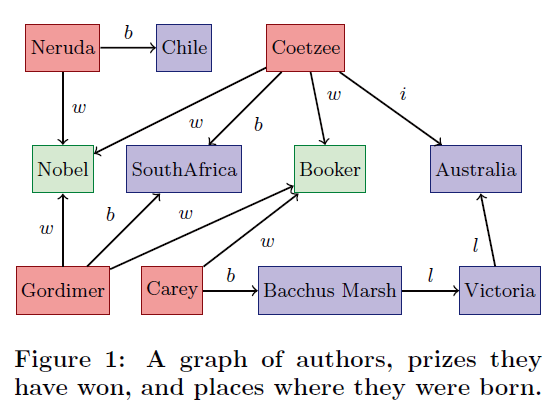 Neruda b Chile Coetzee
w w b w i
Nobel SouthAfrica Booker Australia
w b w w l
Gordimer Carey b Bacchus Marsh l Victoria
Figure 1: A graph of authors, prizes they
have won, and places where they were born.